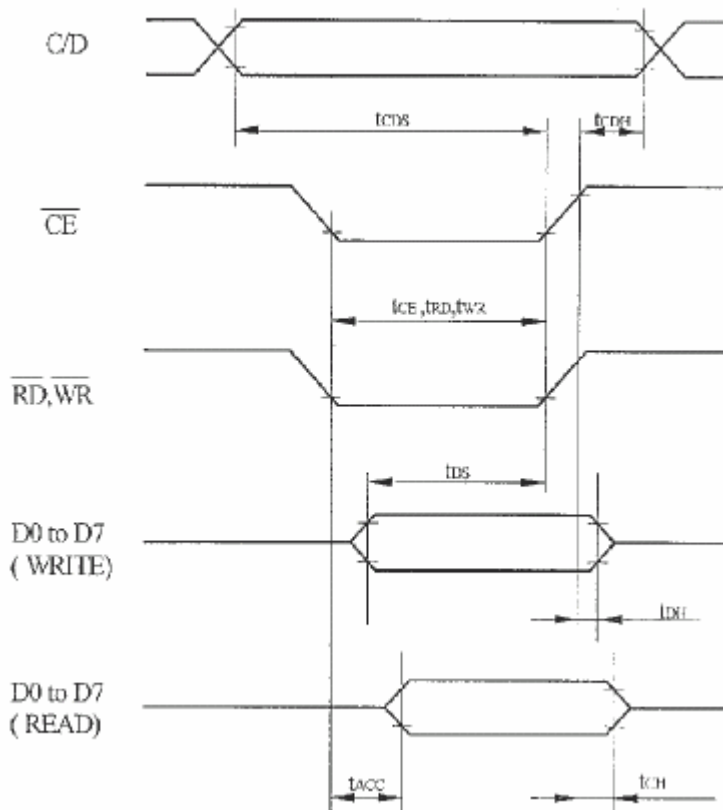 C/D
tCDS
tCDH
CE
tCE,tRD,tWR
RD,WR
tDS
D0 to D7
( WRITE)
tDH
D0 to D7
( READ)
tACC
tCH